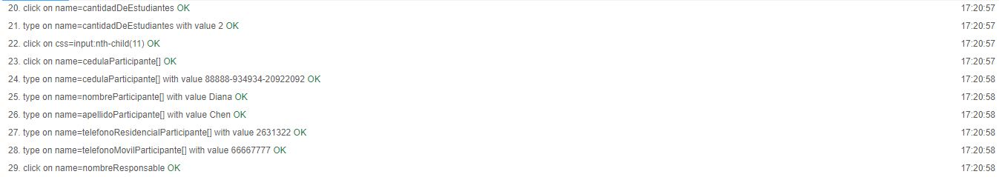 20. click on name=cantidadDeEstudiantes OK 17:20:57
21. type on name=cantidadDeEstudiantes with value 2 OK 17:20:57
22. click on css=input:nth-child(11) OK 17:20:57
23. click on name=cedulaParticipante[] OK 17:20:57
24. type on name=cedulaParticipante[] with value 88888-934934-20922092 OK 17:20:58
25. type on name=nombreParticipante[] with value Diana OK 17:20:58
26. type on name=apellidoParticipante[] with value Chen OK 17:20:58
27. type on name=telefonoResidencialParticipante[] with value 2631322 OK 17:20:58
28. type on name=telefonoMovilParticipante[] with value 66667777 OK 17:20:58
29. click on name=nombreResponsable OK 17:20:58